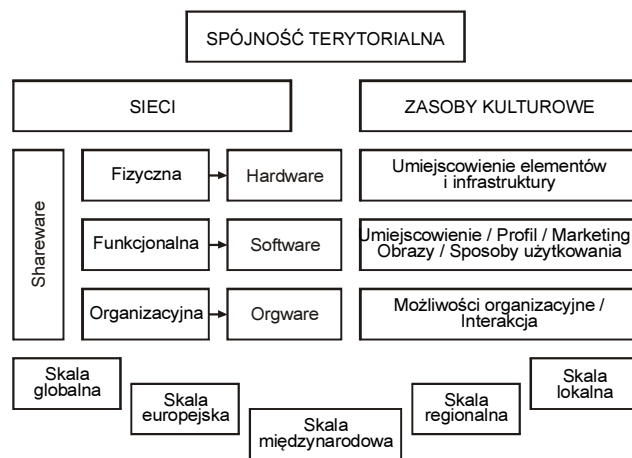 SPÓJNOŚĆ TERYTORIALNA
SIECI
ZASOBY KULTUROWE
Shareware
Fizyczna
Hardware
Umiejscowienie elementów
i infrastruktury
Funkcjonalna
Software
Umiejscowienie / Profil / Marketing
Obrazy / Sposoby użytkowania
Organizacyjna
Orgware
Możliwości organizacyjne /
Interakcja
Skala
globalna
Skala
europejska
Skala
międzynarodowa
Skala
regionalna
Skala
lokalna